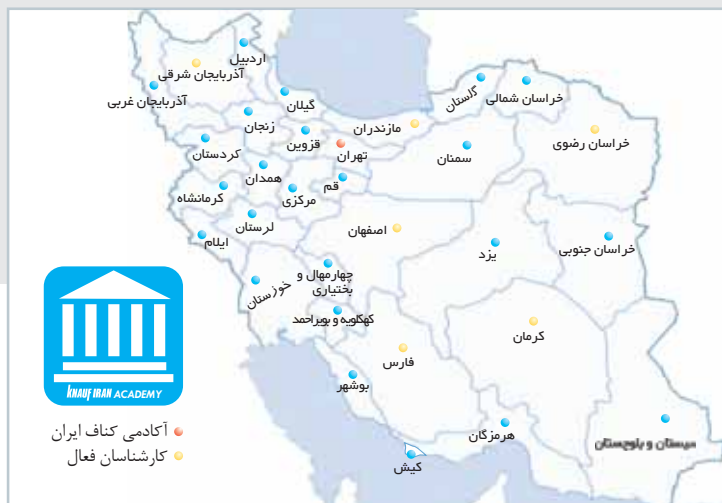 اردبیل
آذربایجان شرقی
آذربایجان غربی
گیلان
گلستان
خراسان شمالی
زنجان
مازندران
قزوین
خراسان رضوی
کردستان
تهران
سمنان
همدان
قم
کرمانشاه
مرکزی
لرستان
اصفهان
ایلام
یزد
خراسان جنوبی
چهارمهال و
بختیاری
خوزستان
کهکلویه و بویراحمد
کرمان
فارس
بوشهر
هرمزگان
سیستان و بلوچستان
کیش
KNAUF IRAN ACADEMY
آکادمی کناف ایران
کارشناسان فعال